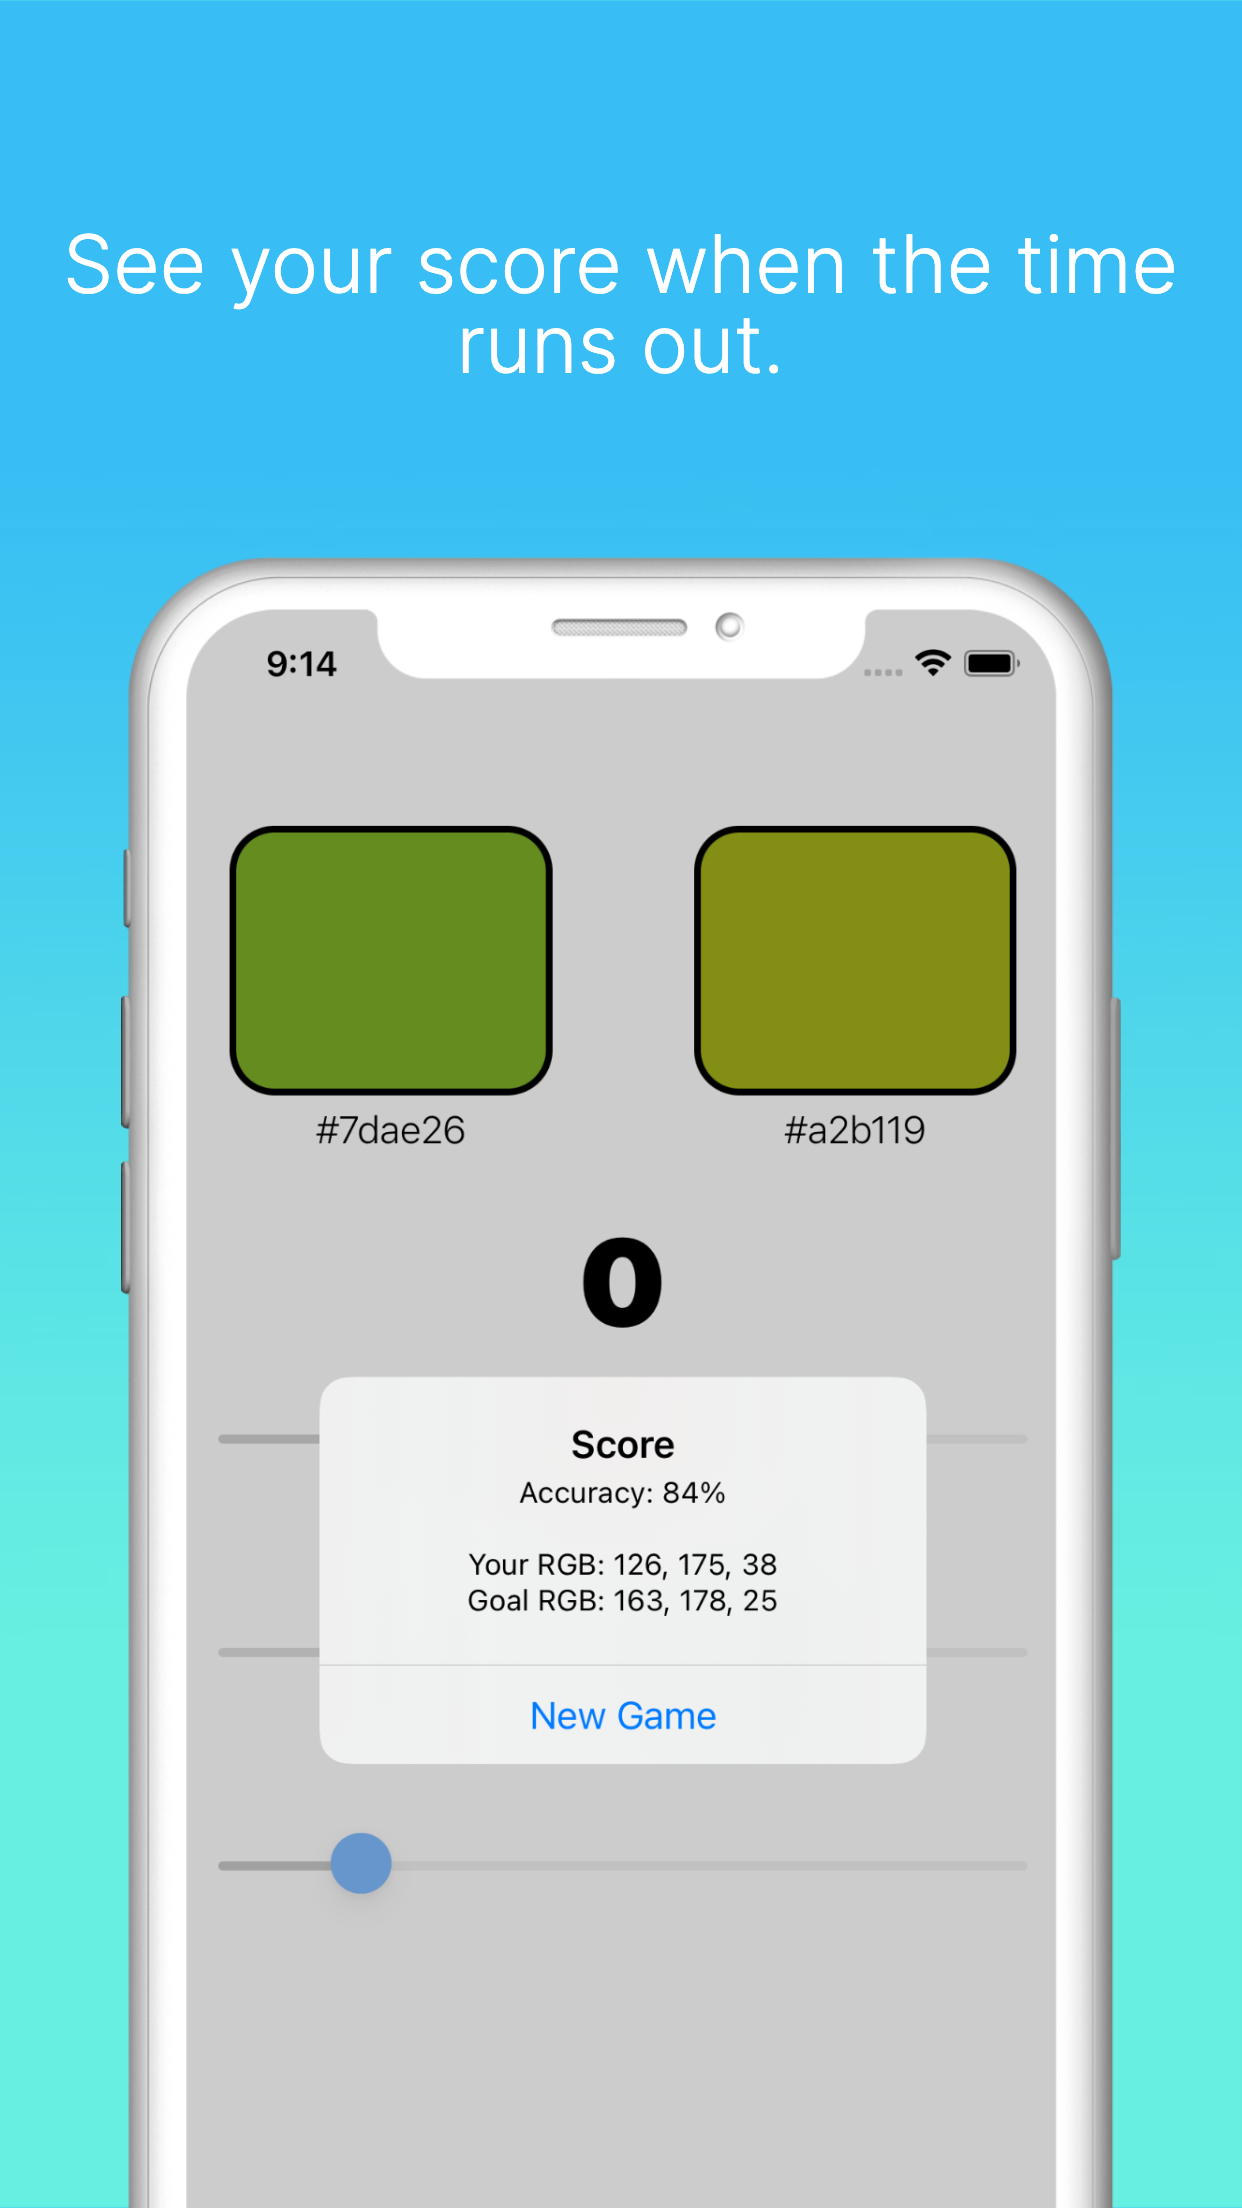 See your score when the time
runs out.
9:14
#7dae26
#a2b119
0
Score
Accuracy: 84%
Your RGB: 126, 175, 38
Goal RGB: 163, 178, 25
New Game